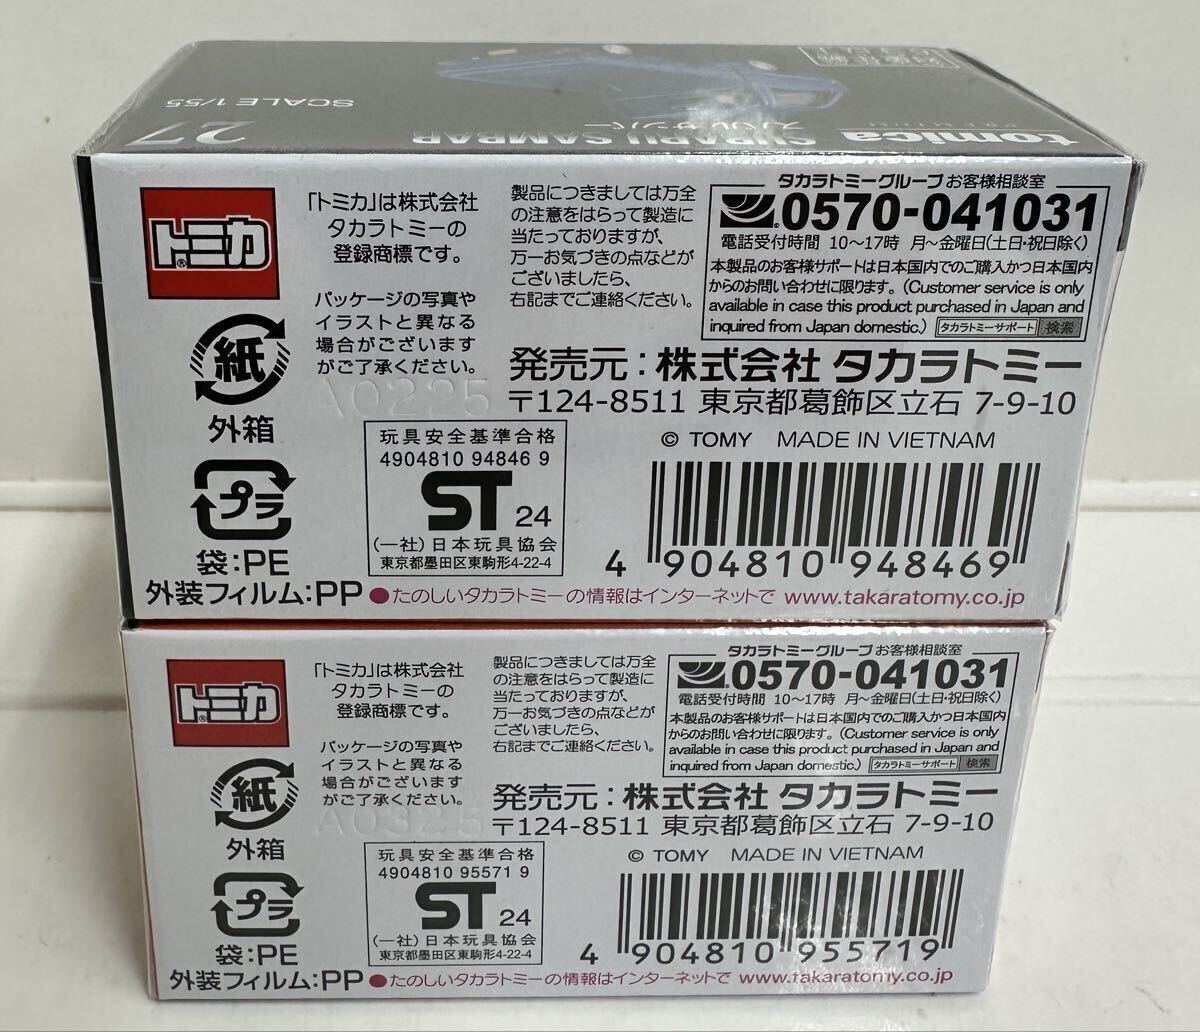 SCALE 1/55
27
スバル サンバー
SUBARU SAMBAR
tomica
PREMIUM
トミカ®
「トミカ」は株式会社
タカラトミーの
登録商標です。
パッケージの写真や
イラストと異なる
場合がございます
がご了承ください。
製品につきましては万全
の注意をはらって製造に
当たっておりますが、
万一お気づきの点などが
ございましたら、
右記までご連絡ください。
タカラトミーグループ お客様相談室
0570-041031
電話受付時間 10～17時 月～金曜日(土日・祝日除く)
本製品のお客様サポートは日本国内でのご購入かつ日本国内
からのお問い合わせに限ります。(Customer service is only
available in case this product purchased in Japan and
inquired from Japan domestic.) タカラトミーサポート 検索
紙
外箱
プラ
袋:PE
外装フィルム:PP
A0225
発売元:株式会社 タカラトミー
〒124-8511 東京都葛飾区立石 7-9-10
© TOMY MADE IN VIETNAM
玩具安全基準合格
4904810 94846 9
ST 24
(一社)日本玩具協会
東京都墨田区東駒形4-22-4
4 904810 948469
●たのしいタカラトミーの情報はインターネットで www.takaratomy.co.jp
トミカ®
「トミカ」は株式会社
タカラトミーの
登録商標です。
パッケージの写真や
イラストと異なる
場合がございます
がご了承ください。
製品につきましては万全
の注意をはらって製造に
当たっておりますが、
万一お気づきの点などが
ございましたら、
右記までご連絡ください。
タカラトミーグループ お客様相談室
0570-041031
電話受付時間 10～17時 月～金曜日(土日・祝日除く)
本製品のお客様サポートは日本国内でのご購入かつ日本国内
からのお問い合わせに限ります。(Customer service is only
available in case this product purchased in Japan and
inquired from Japan domestic.) タカラトミーサポート 検索
紙
外箱
プラ
袋:PE
外装フィルム:PP
A0325
発売元:株式会社 タカラトミー
〒124-8511 東京都葛飾区立石 7-9-10
© TOMY MADE IN VIETNAM
玩具安全基準合格
4904810 95571 9
ST 24
(一社)日本玩具協会
東京都墨田区東駒形4-22-4
4 904810 955719
●たのしいタカラトミーの情報はインターネットで www.takaratomy.co.jp